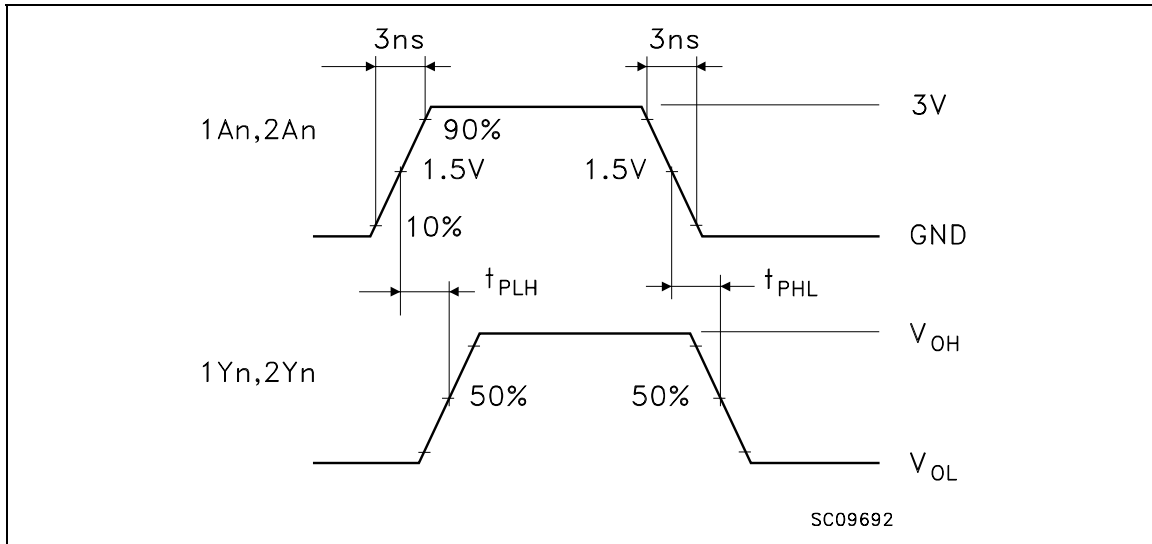 3ns 3ns
3V
1An,2An
90%
1.5V 1.5V
10%
GND
tPLH tPHL
VOH
1Yn,2Yn
50% 50%
VOL
SC09692